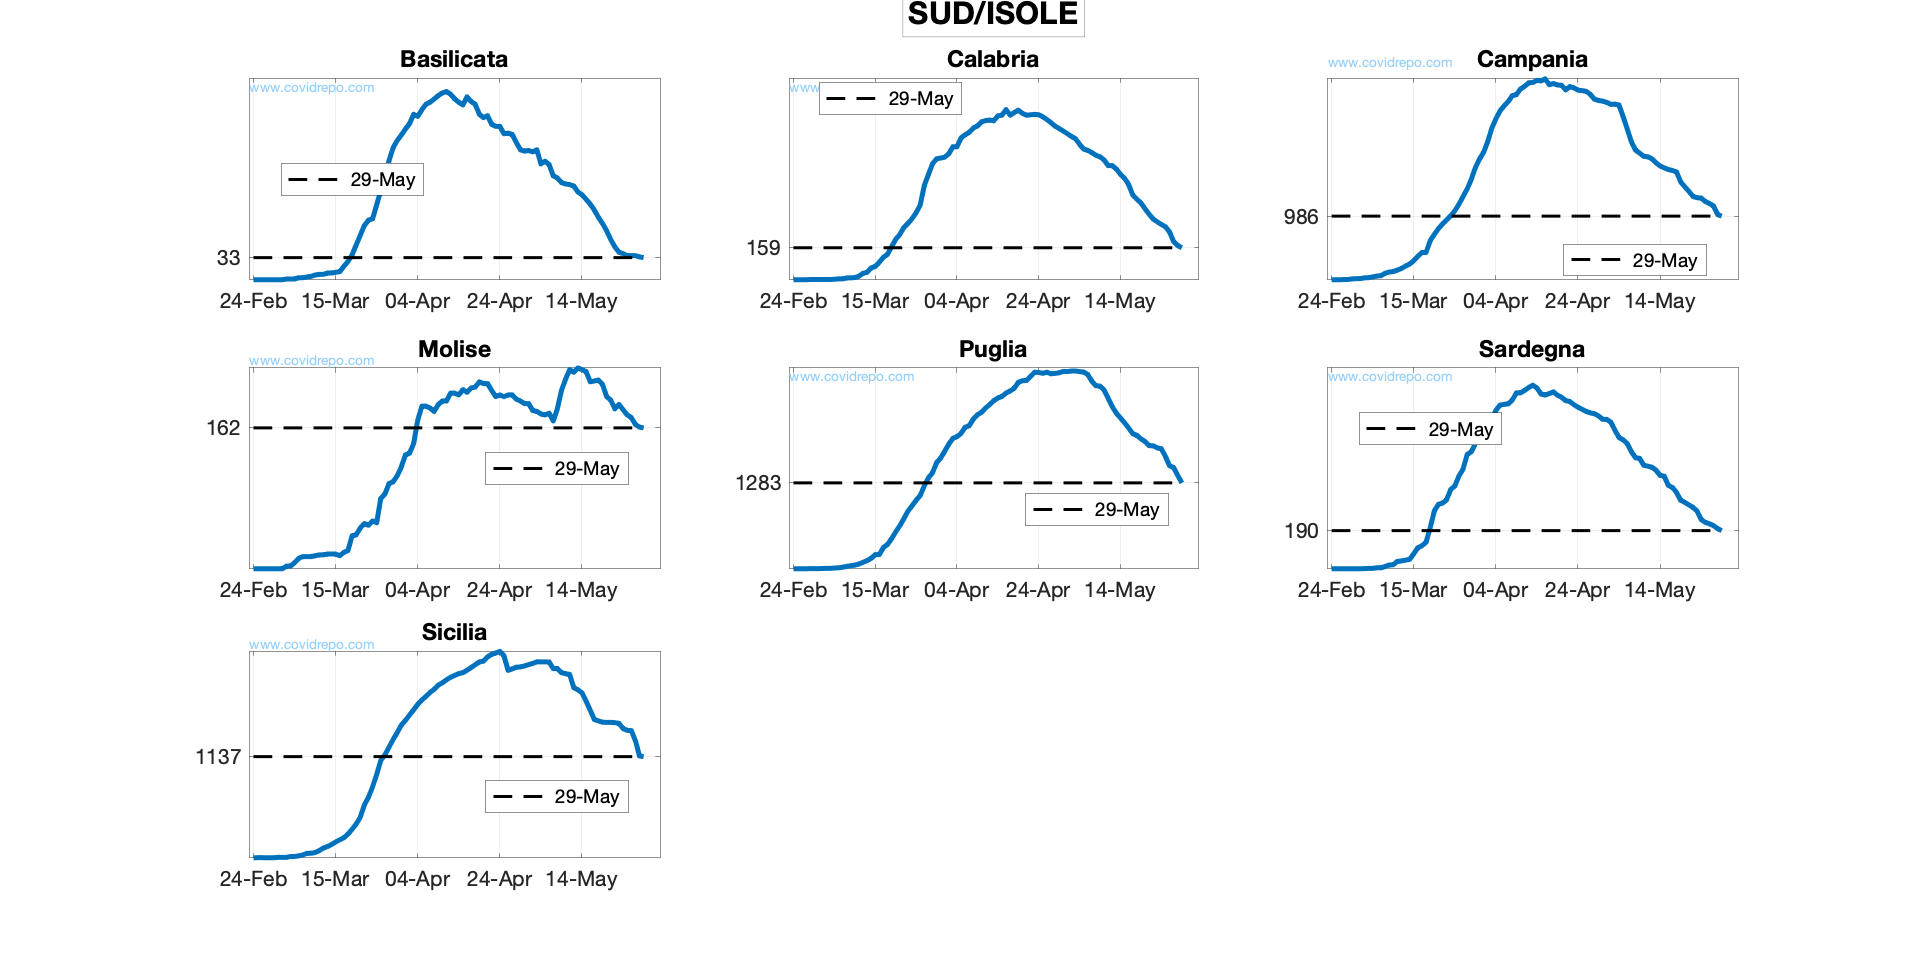 SUD/ISOLE
Basilicata
www.covidrepo.com
29-May
33
24-Feb 15-Mar 04-Apr 24-Apr 14-May
Calabria
www
29-May
159
24-Feb 15-Mar 04-Apr 24-Apr 14-May
Campania
www.covidrepo.com
986
29-May
24-Feb 15-Mar 04-Apr 24-Apr 14-May
Molise
www.covidrepo.com
162
29-May
24-Feb 15-Mar 04-Apr 24-Apr 14-May
Puglia
www.covidrepo.com
1283
29-May
24-Feb 15-Mar 04-Apr 24-Apr 14-May
Sardegna
www.covidrepo.com
29-May
190
24-Feb 15-Mar 04-Apr 24-Apr 14-May
Sicilia
www.covidrepo.com
1137
29-May
24-Feb 15-Mar 04-Apr 24-Apr 14-May